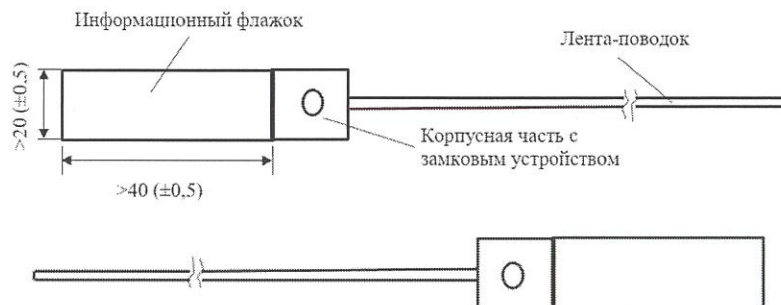 Информационный флажок
Лента-поводок
>20 (±0,5)
Корпусная часть с
замковым устройством
>40 (±0,5)